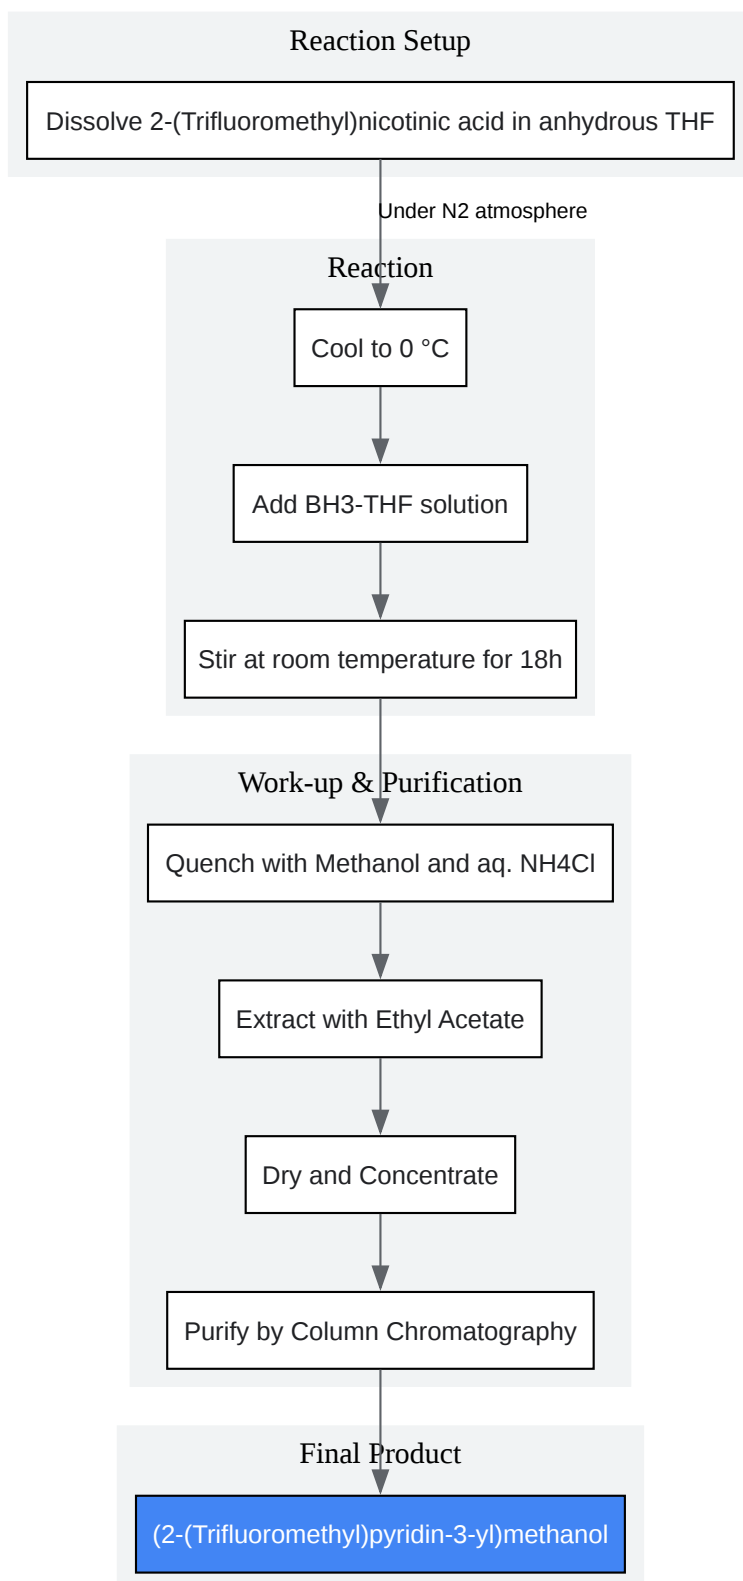 Reaction Setup
Dissolve 2-(Trifluoromethyl)nicotinic acid in anhydrous THF
Under N2 atmosphere
Reaction
Cool to 0 °C
Add BH3-THF solution
Stir at room temperature for 18h
Work-up & Purification
Quench with Methanol and aq. NH4Cl
Extract with Ethyl Acetate
Dry and Concentrate
Purify by Column Chromatography
Final Product
(2-(Trifluoromethyl)pyridin-3-yl)methanol